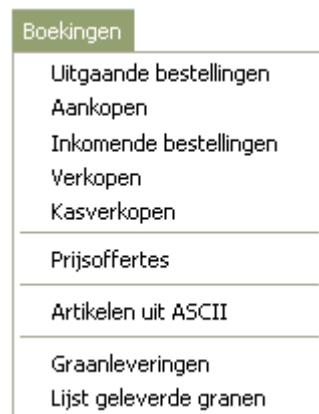 Boekingen
Uitgaande bestellingen
Aankopen
Inkomende bestellingen
Verkopen
Kasverkopen
Prijsoffertes
Artikelen uit ASCII
Graanleveringen
Lijst geleverde granen